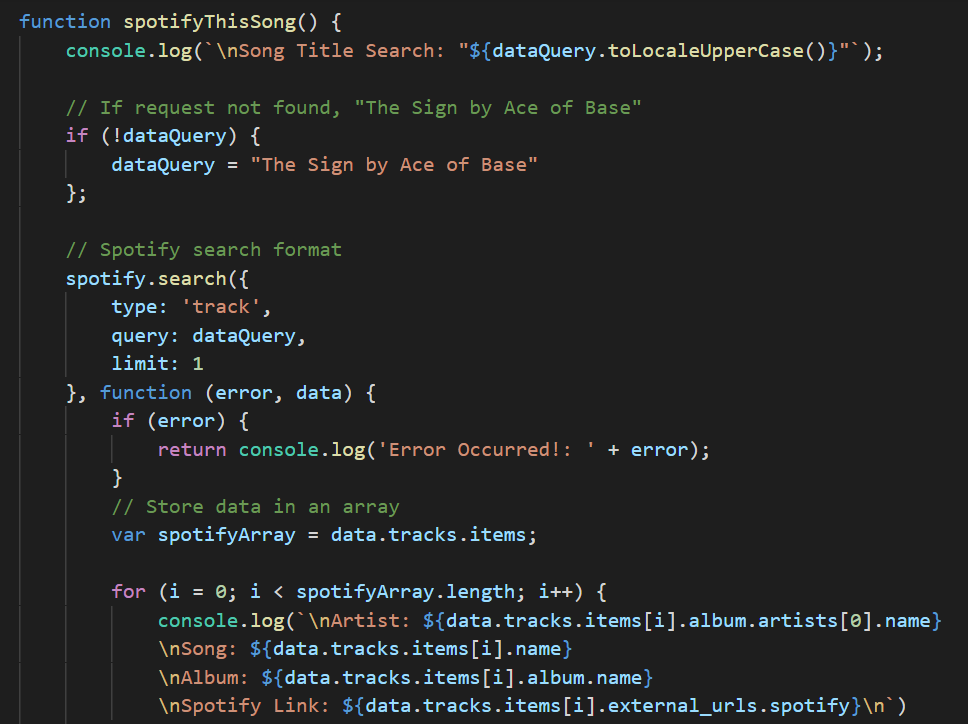 function spotifyThisSong() {
    console.log(`\nSong Title Search: "${dataQuery.toLocaleUpperCase()}"`);

    // If request not found, "The Sign by Ace of Base"
    if (!dataQuery) {
        dataQuery = "The Sign by Ace of Base"
    };

    // Spotify search format
    spotify.search({
        type: 'track',
        query: dataQuery,
        limit: 1
    }, function (error, data) {
        if (error) {
            return console.log('Error Occurred!: ' + error);
        }
        // Store data in an array
        var spotifyArray = data.tracks.items;

        for (i = 0; i < spotifyArray.length; i++) {
            console.log(`\nArtist: ${data.tracks.items[i].album.artists[0].name}
            \nSong: ${data.tracks.items[i].name}
            \nAlbum: ${data.tracks.items[i].album.name}
            \nSpotify Link: ${data.tracks.items[i].external_urls.spotify}\n`)